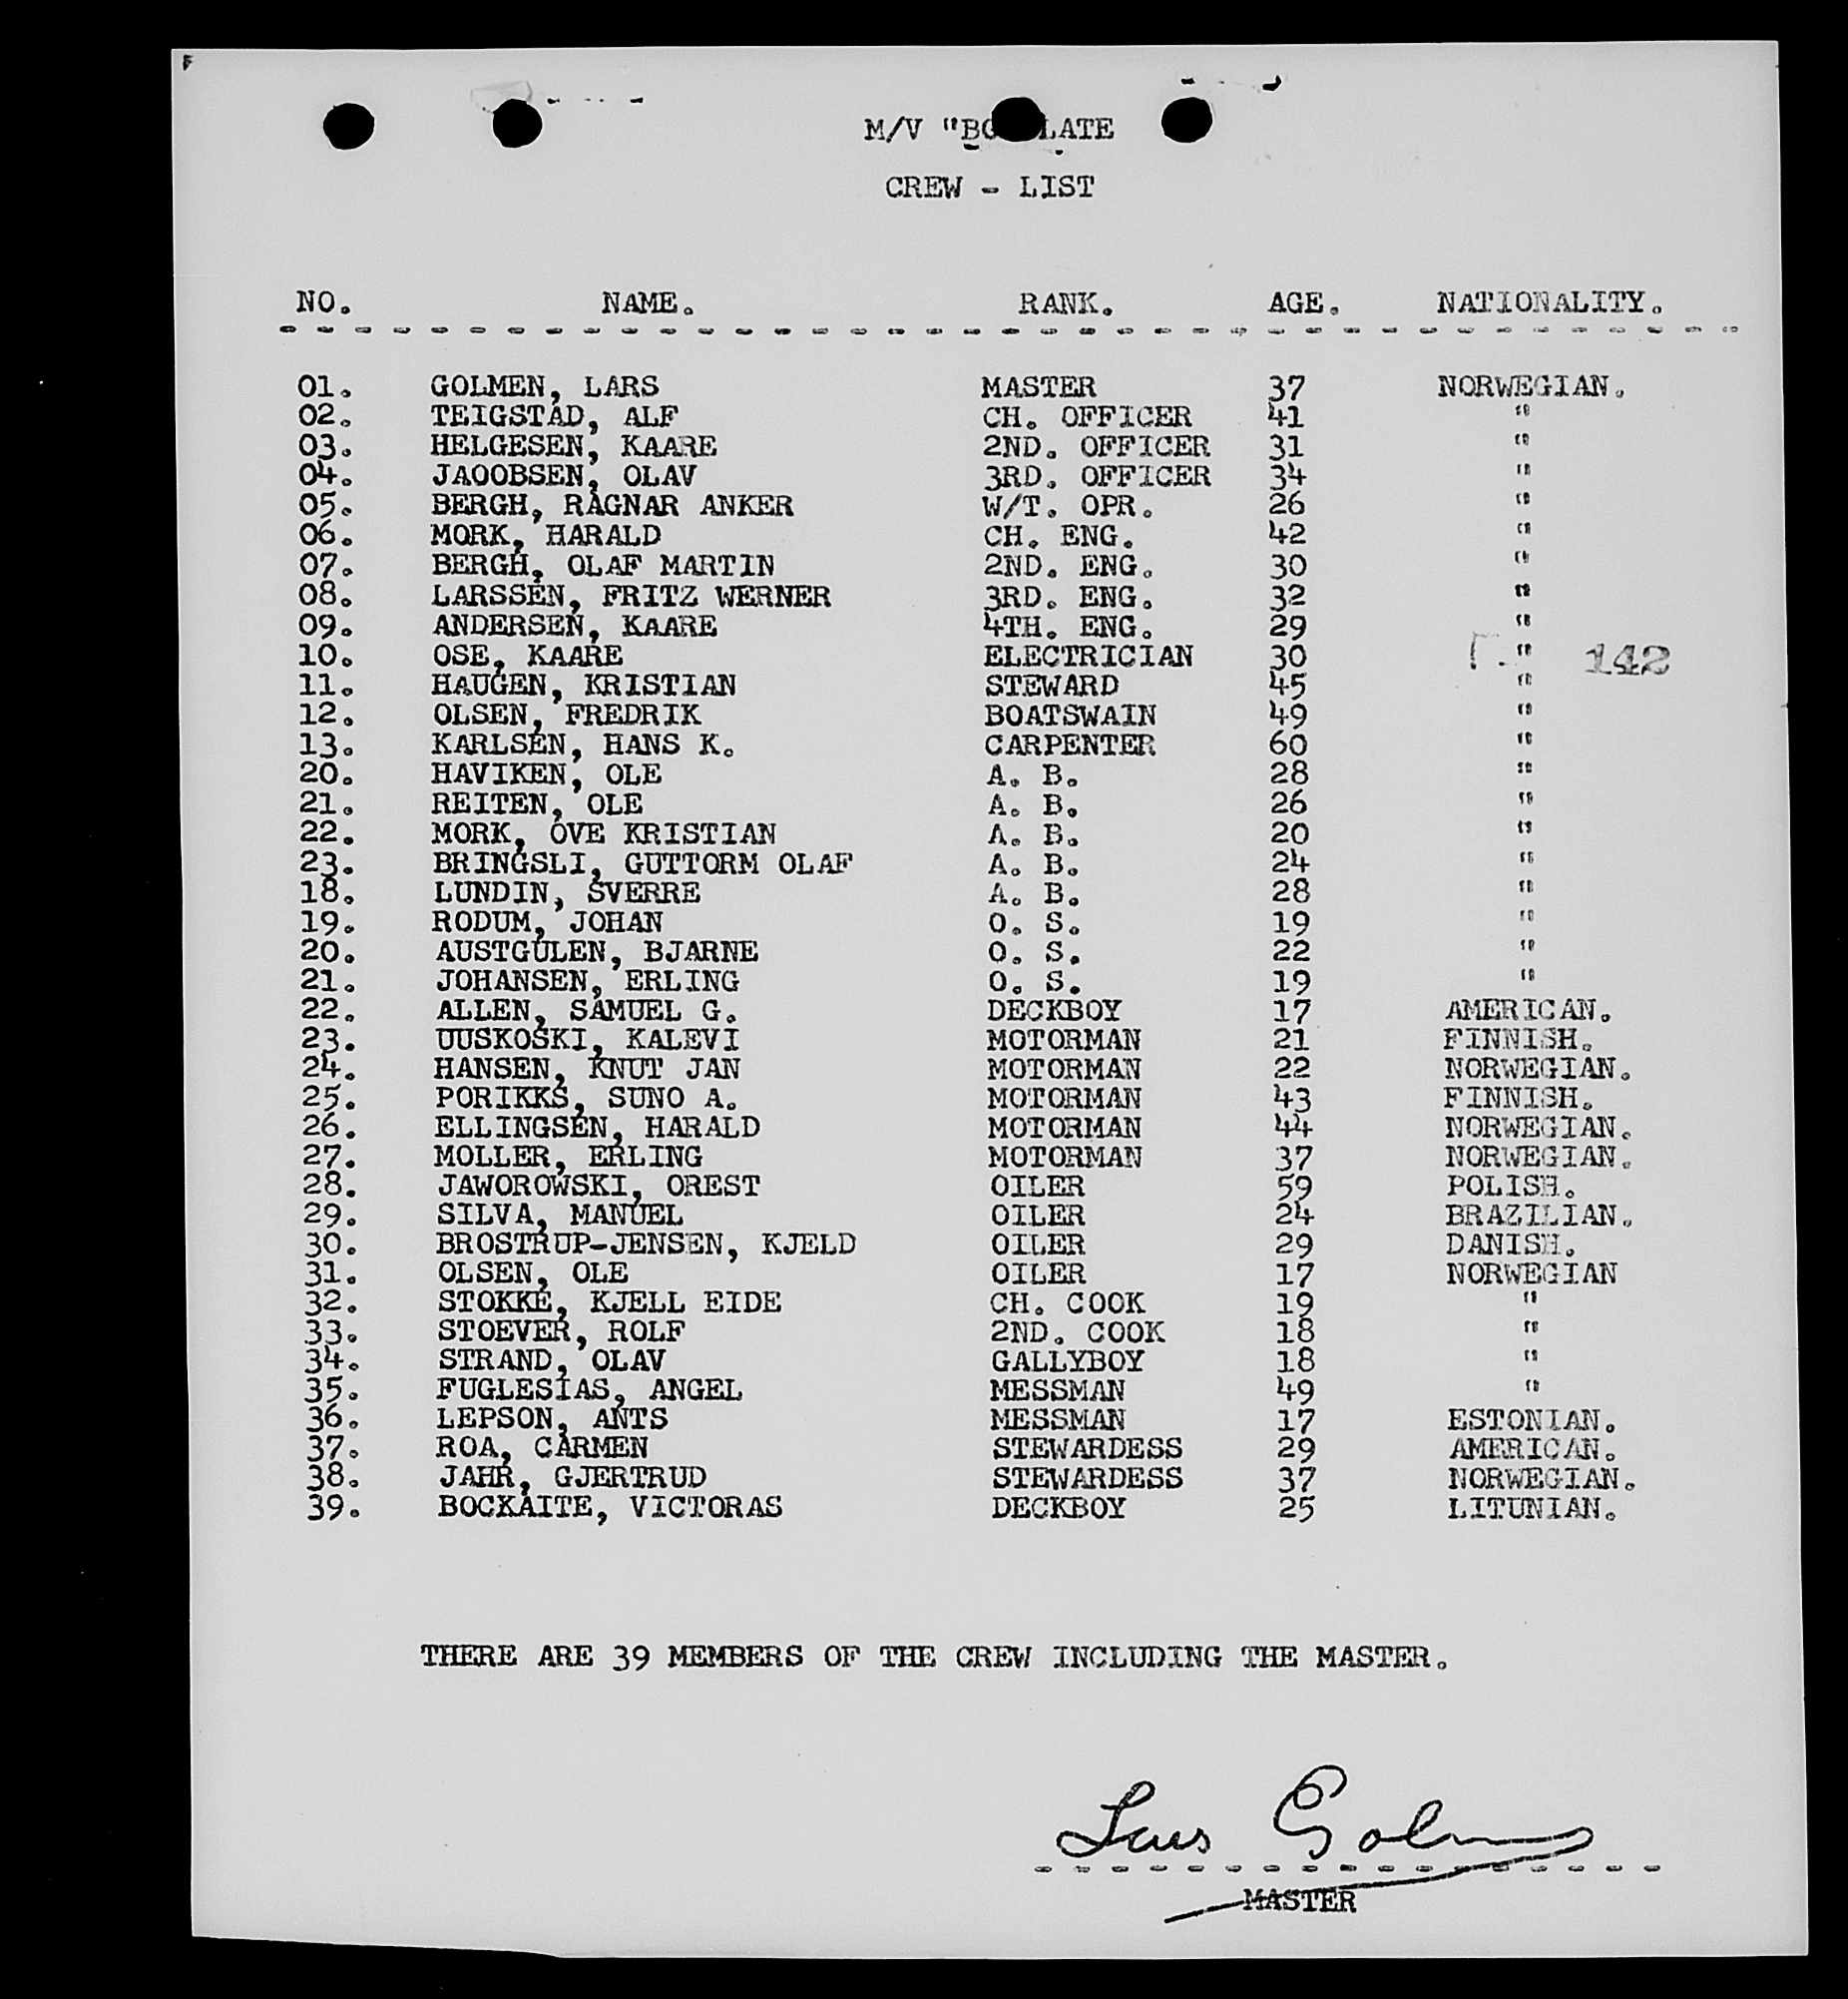 M/V "BO LATE
CREW - LIST
NO. NAME. RANK. AGE. NATIONALITY.
01. GOLMEN, LARS MASTER 37 NORWEGIAN.
02. TEIGSTAD, ALF CH. OFFICER 41 "
03. HELGESEN, KAARE 2ND. OFFICER 31 "
04. JAOOBSEN, OLAV 3RD. OFFICER 34 "
05. BERGH, RAGNAR ANKER W/T. OPR. 26 "
06. MORK, HARALD CH. ENG. 42 "
07. BERGH, OLAF MARTIN 2ND. ENG. 30 "
08. LARSSEN, FRITZ WERNER 3RD. ENG. 32 "
09. ANDERSEN, KAARE 4TH. ENG. 29 "
10. OSE, KAARE ELECTRICIAN 30 " 142
11. HAUGEN, KRISTIAN STEWARD 45 "
12. OLSEN, FREDRIK BOATSWAIN 49 "
13. KARLSEN, HANS K. CARPENTER 60 "
20. HAVIKEN, OLE A. B. 28 "
21. REITEN, OLE A. B. 26 "
22. MORK, OVE KRISTIAN A. B. 20 "
23. BRINGSLI, GUTTORM OLAF A. B. 24 "
18. LUNDIN, SVERRE A. B. 28 "
19. RODUM, JOHAN O. S. 19 "
20. AUSTGULEN, BJARNE O. S. 22 "
21. JOHANSEN, ERLING O. S. 19 "
22. ALLEN, SAMUEL G. DECKBOY 17 AMERICAN.
23. UUSKOSKI, KALEVI MOTORMAN 21 FINNISH.
24. HANSEN, KNUT JAN MOTORMAN 22 NORWEGIAN.
25. PORIKKS, SUNO A. MOTORMAN 43 FINNISH.
26. ELLINGSEN, HARALD MOTORMAN 44 NORWEGIAN.
27. MOLLER, ERLING MOTORMAN 37 NORWEGIAN.
28. JAWOROWSKI, OREST OILER 59 POLISH.
29. SILVA, MANUEL OILER 24 BRAZILIAN.
30. BROSTRUP-JENSEN, KJELD OILER 29 DANISH.
31. OLSEN, OLE OILER 17 NORWEGIAN
32. STOKKE, KJELL EIDE CH. COOK 19 "
33. STOEVER, ROLF 2ND. COOK 18 "
34. STRAND, OLAV GALLYBOY 18 "
35. FUGLESIAS, ANGEL MESSMAN 49 "
36. LEPSON, ANTS MESSMAN 17 ESTONIAN.
37. ROA, CARMEN STEWARDESS 29 AMERICAN.
38. JAHR, GJERTRUD STEWARDESS 37 NORWEGIAN.
39. BOCKAITE, VICTORAS DECKBOY 25 LITUNIAN.
THERE ARE 39 MEMBERS OF THE CREW INCLUDING THE MASTER.
Lars Golmen
MASTER